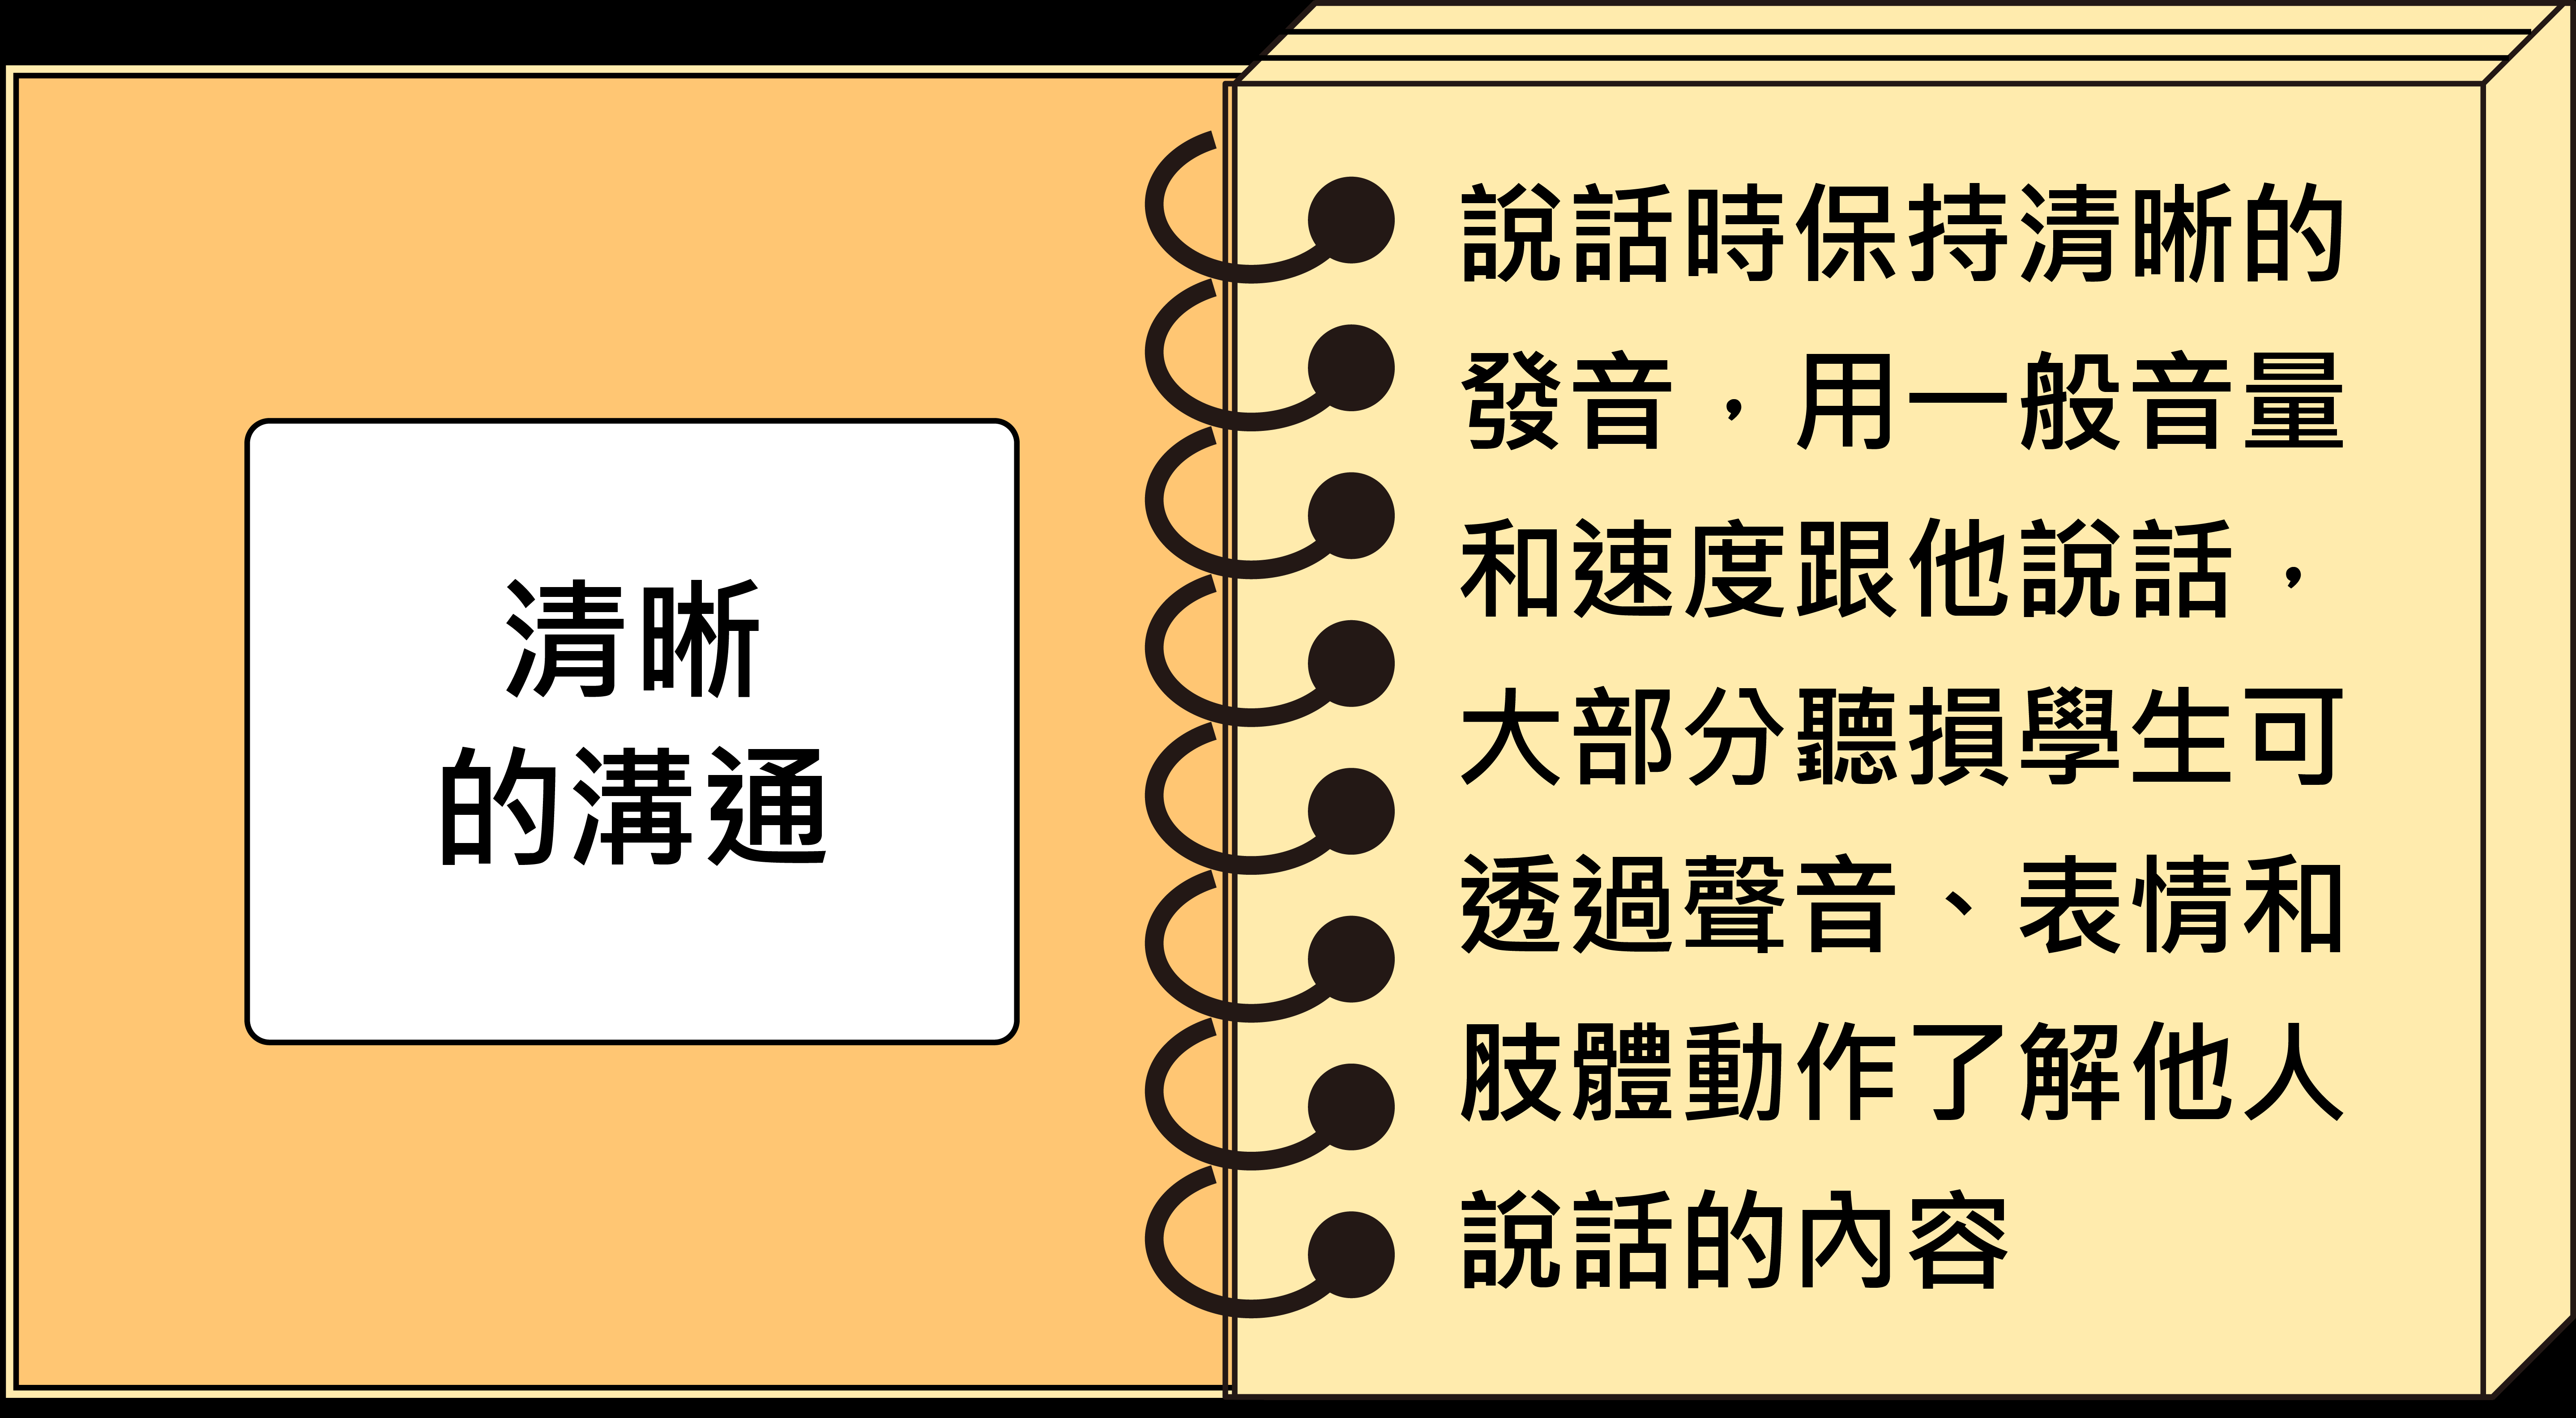 清晰
的溝通
說話時保持清晰的
發音，用一般音量
和速度跟他說話，
大部分聽損學生可
透過聲音、表情和
肢體動作了解他人
說話的內容